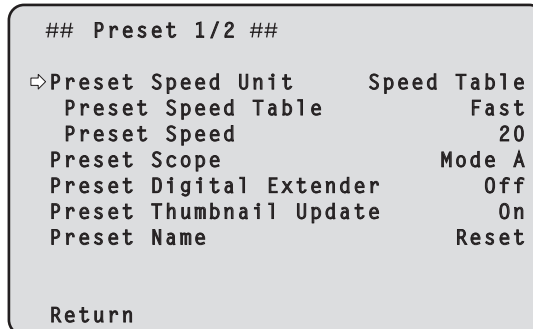 ## Preset 1/2 ##
⇨Preset Speed Unit Speed Table
Preset Speed Table Fast
Preset Speed 20
Preset Scope Mode A
Preset Digital Extender Off
Preset Thumbnail Update On
Preset Name Reset
Return